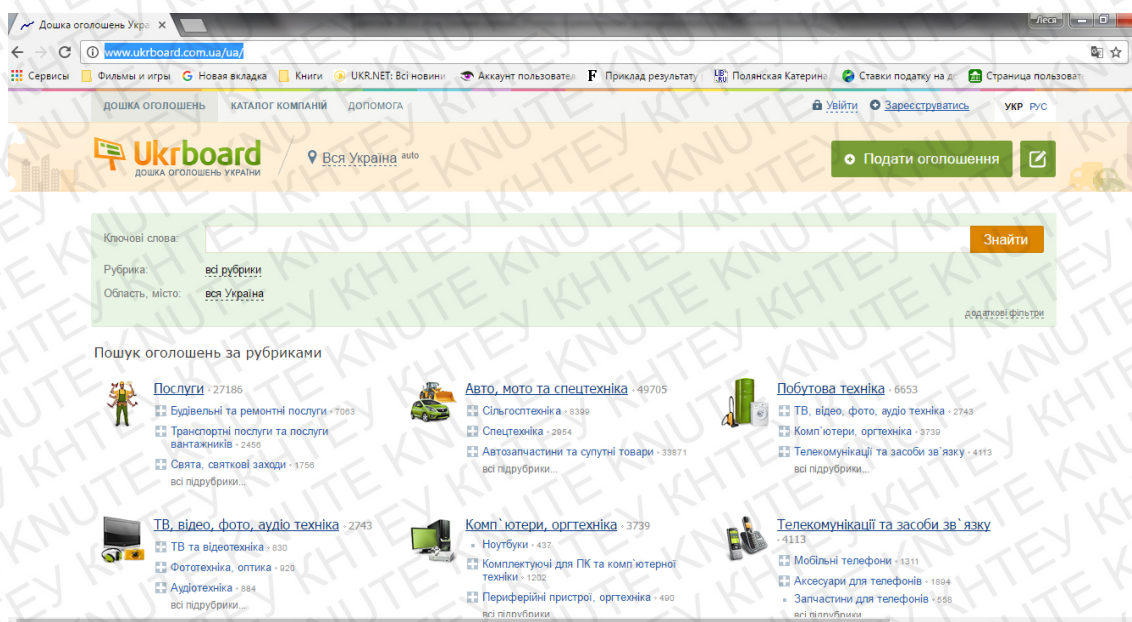 Дошка оголошень Укра
Леся
www.ukrboard.com.ua/ua/
Сервисы Фильмы и игры Новая вкладка Книги UKR.NET: Всі новини Аккаунт пользовател Приклад результату Полянская Катерина Ставки податку на д Страница пользоват
ДОШКА ОГОЛОШЕНЬ КАТАЛОГ КОМПАНІЙ ДОПОМОГА Увійти Зареєструватись УКР РУС
Ukrboard
ДОШКА ОГОЛОШЕНЬ УКРАЇНИ
Вся Україна auto
Подати оголошення
Ключові слова: Знайти
Рубрика: всі рубрики
Область, місто: вся Україна
додаткові фільтри
Пошук оголошень за рубриками
Послуги - 27186
Будівельні та ремонтні послуги - 7063
Транспортні послуги та послуги
вантажників - 2456
Свята, святкові заходи - 1756
всі підрубрики...
Авто, мото та спецтехніка - 49705
Сільгосптехніка - 8399
Спецтехніка - 2954
Автозапчастини та супутні товари - 33871
всі підрубрики...
Побутова техніка - 6653
ТВ, відео, фото, аудіо техніка - 2743
Комп`ютери, оргтехніка - 3739
Телекомунікації та засоби зв`язку - 4113
всі підрубрики...
ТВ, відео, фото, аудіо техніка - 2743
ТВ та відеотехніка - 830
Фототехніка, оптика - 920
Аудіотехніка - 884
всі підрубрики...
Комп`ютери, оргтехніка - 3739
Ноутбуки - 437
Комплектуючі для ПК та комп`ютерної
техніки - 1202
Периферійні пристрої, оргтехніка - 490
всі підрубрики
Телекомунікації та засоби зв`язку
- 4113
Мобільні телефони - 1311
Аксесуари для телефонів - 1894
Запчастини для телефонів - 558
всі підрубрики...
KNUTE КНТЕУ